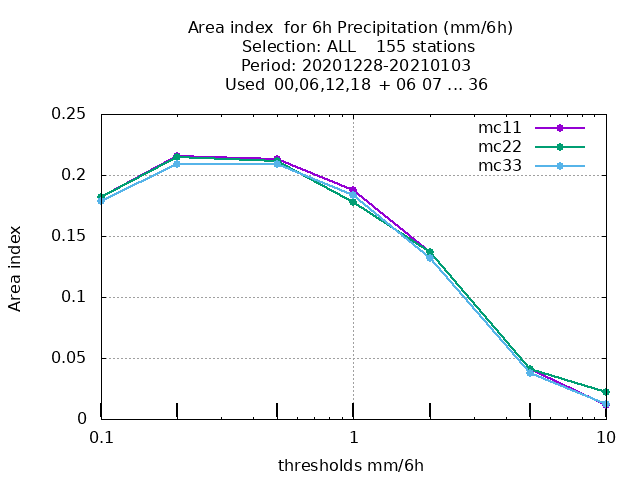 Area index  for 6h Precipitation (mm/6h)
Selection: ALL    155 stations
Period: 20201228-20210103
Used  00,06,12,18  + 06 07 ... 36
0.25
mc11
mc22
mc33
0.2
0.15
Area index
0.1
0.05
0
0.1
1
10
thresholds mm/6h